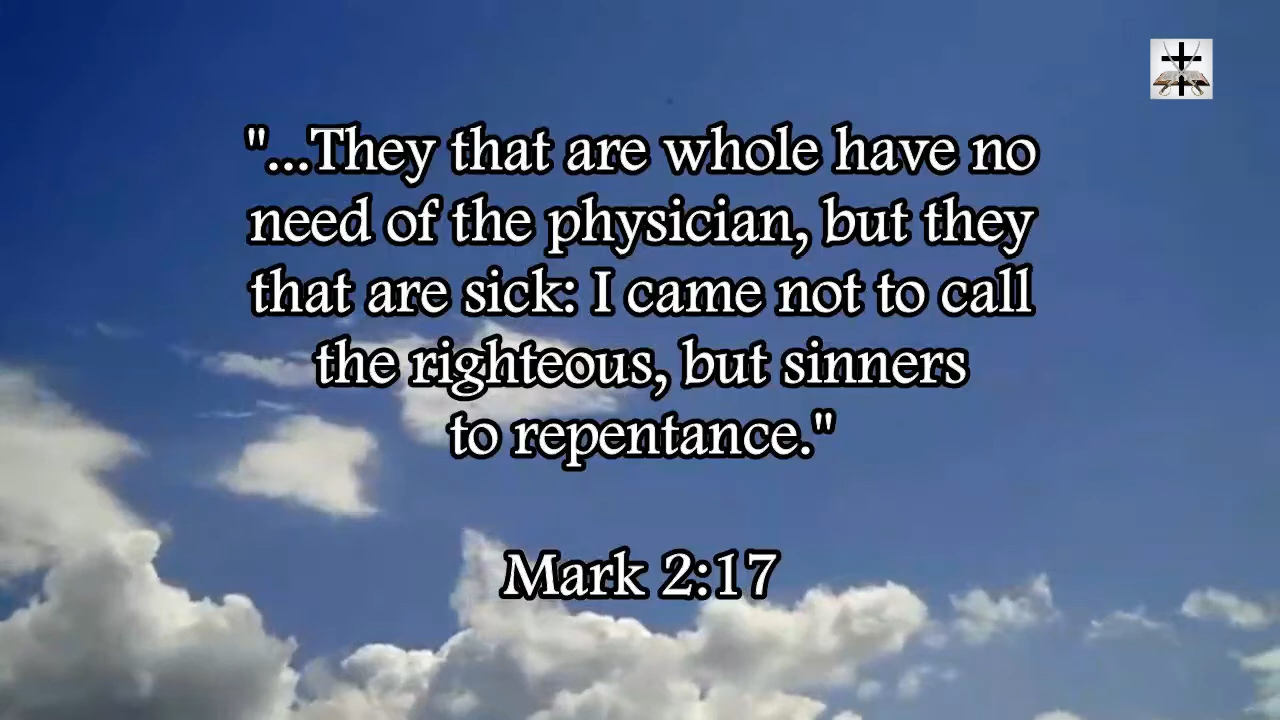 "...They that are whole have no
need of the physician, but they
that are sick: I came not to call
the righteous, but sinners
to repentance."
Mark 2:17